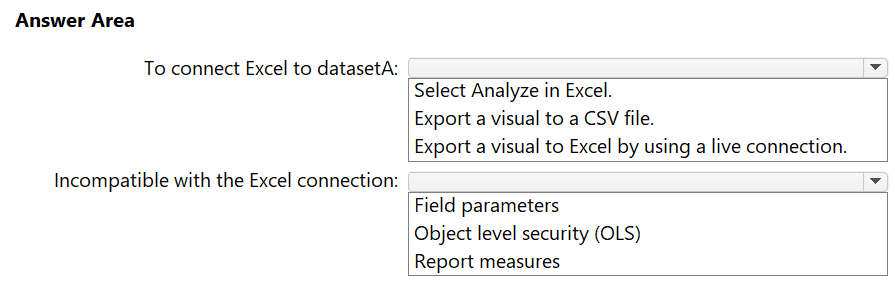 Answer Area
To connect Excel to datasetA:
Select Analyze in Excel.
Export a visual to a CSV file.
Export a visual to Excel by using a live connection.
Incompatible with the Excel connection:
Field parameters
Object level security (OLS)
Report measures